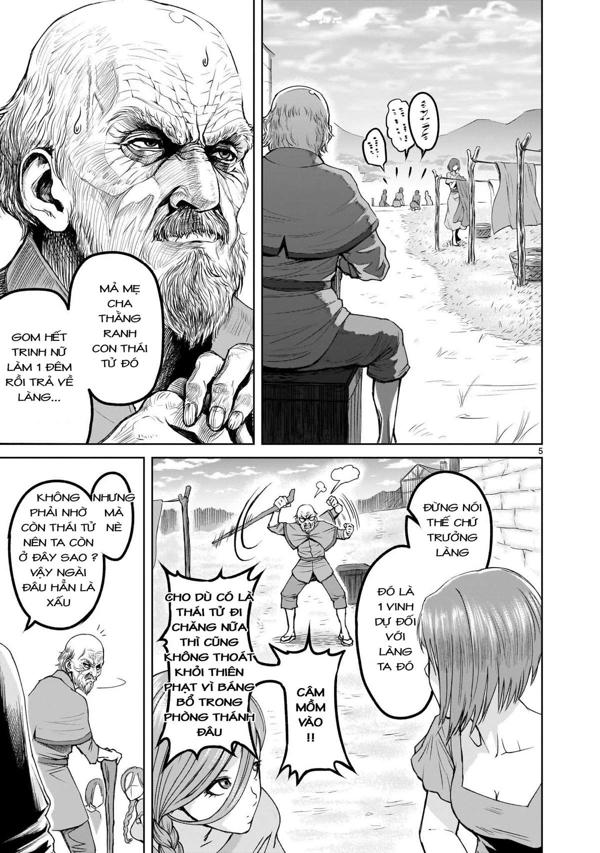 MẢ MẸ
CHA
THẰNG
RANH
CON THÁI
TỬ ĐÓ
GOM HẾT
TRINH NỮ
LÀM 1 ĐÊM
RỒI TRẢ VỀ
LÀNG...
5
ĐỪNG NÓI
THẾ CHỨ
TRƯỞNG
LÀNG
ĐÓ LÀ
1 VINH
DỰ ĐỐI
VỚI
LÀNG
TA ĐÓ
CÂM
MỒM
VÀO
!!
CHO DÙ CÓ LÀ
THÁI TỬ ĐI
CHĂNG NỮA
THÌ CŨNG
KHÔNG THOÁT
KHỎI THIÊN
PHẠT VÌ BÁNG
BỔ TRONG
PHÒNG THÁNH
ĐÂU
NHƯNG
MÀ
NÈ
KHÔNG
PHẢI NHỜ
CÒN THÁI TỬ
NÊN TA CÒN
Ở ĐÂY SAO ?
VẬY NGÀI
ĐÂU HẲN LÀ
XẤU